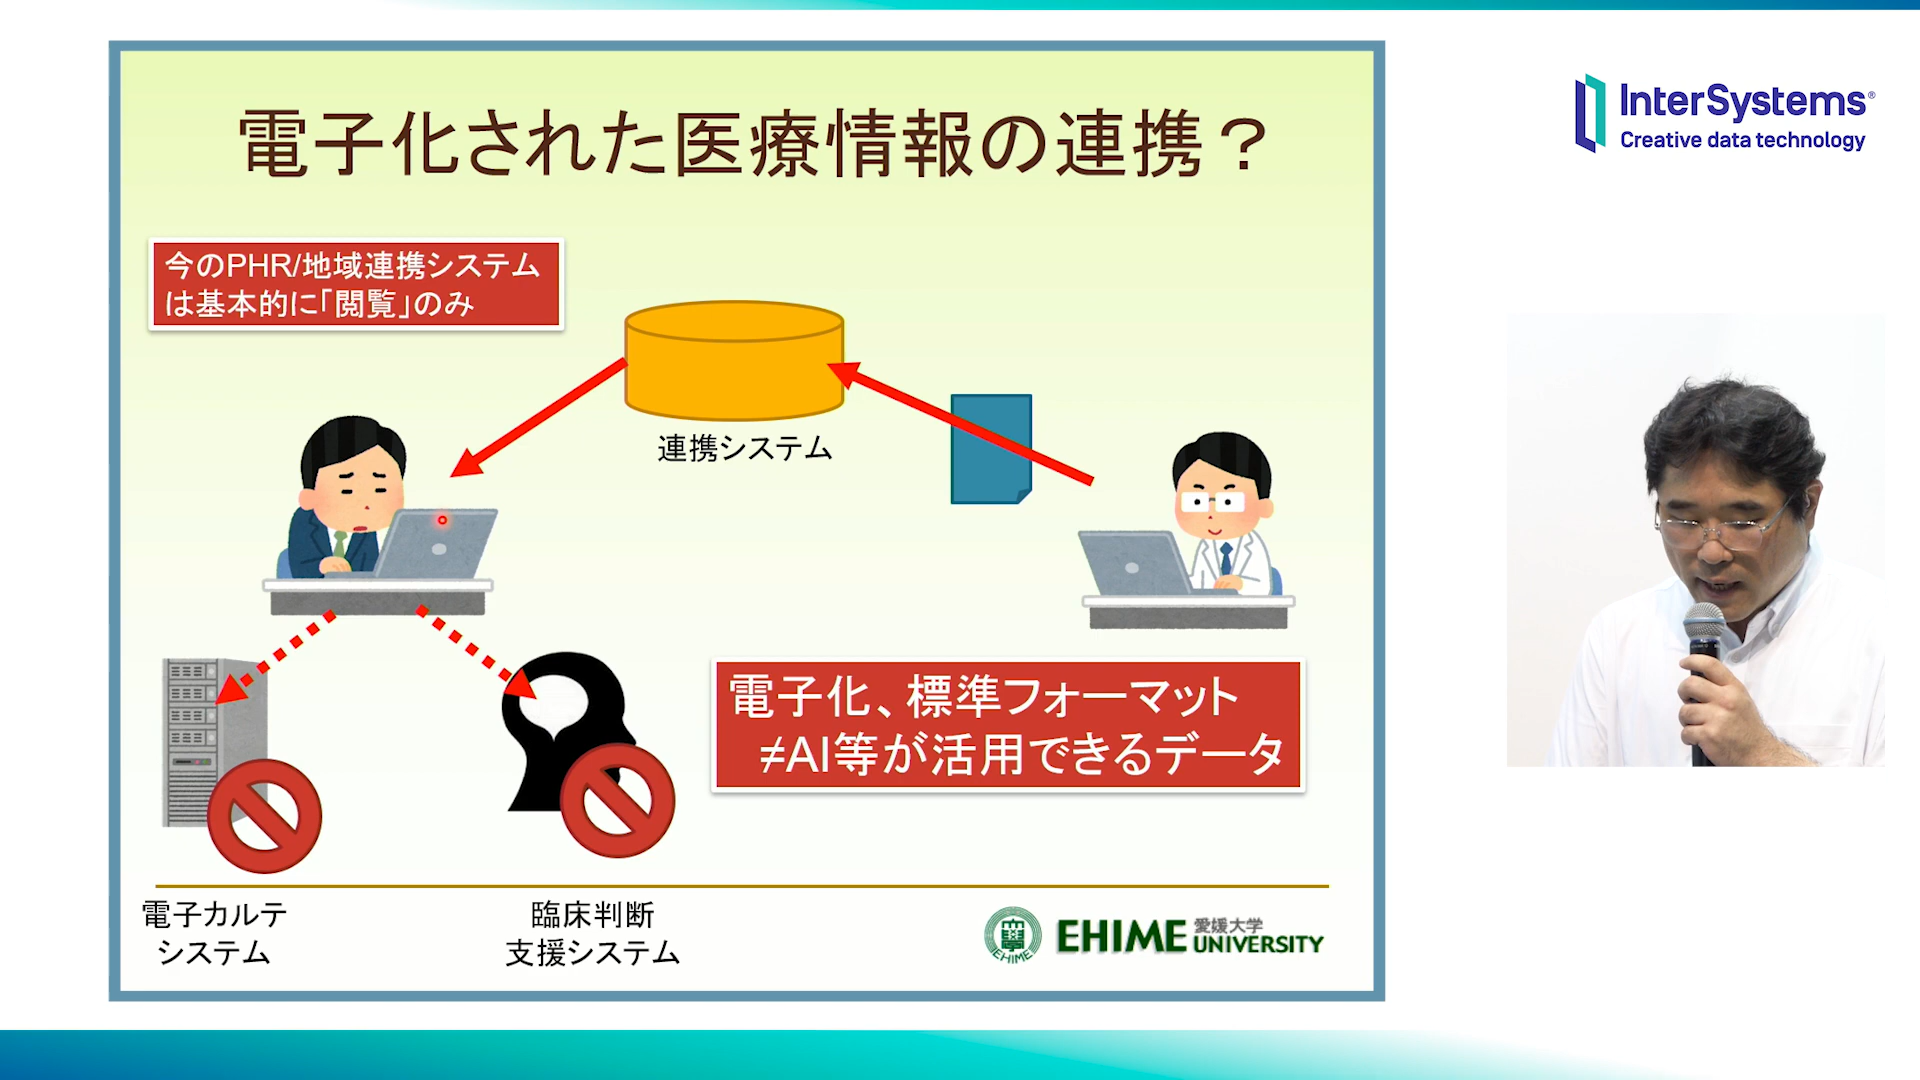 電子化された医療情報の連携？
InterSystems®
Creative data technology
今のPHR/地域連携システム
は基本的に「閲覧」のみ
連携システム
電子化、標準フォーマット
≠AI等が活用できるデータ
電子カルテ
システム
臨床判断
支援システム
EHIME
EHIME 愛媛大学
UNIVERSITY